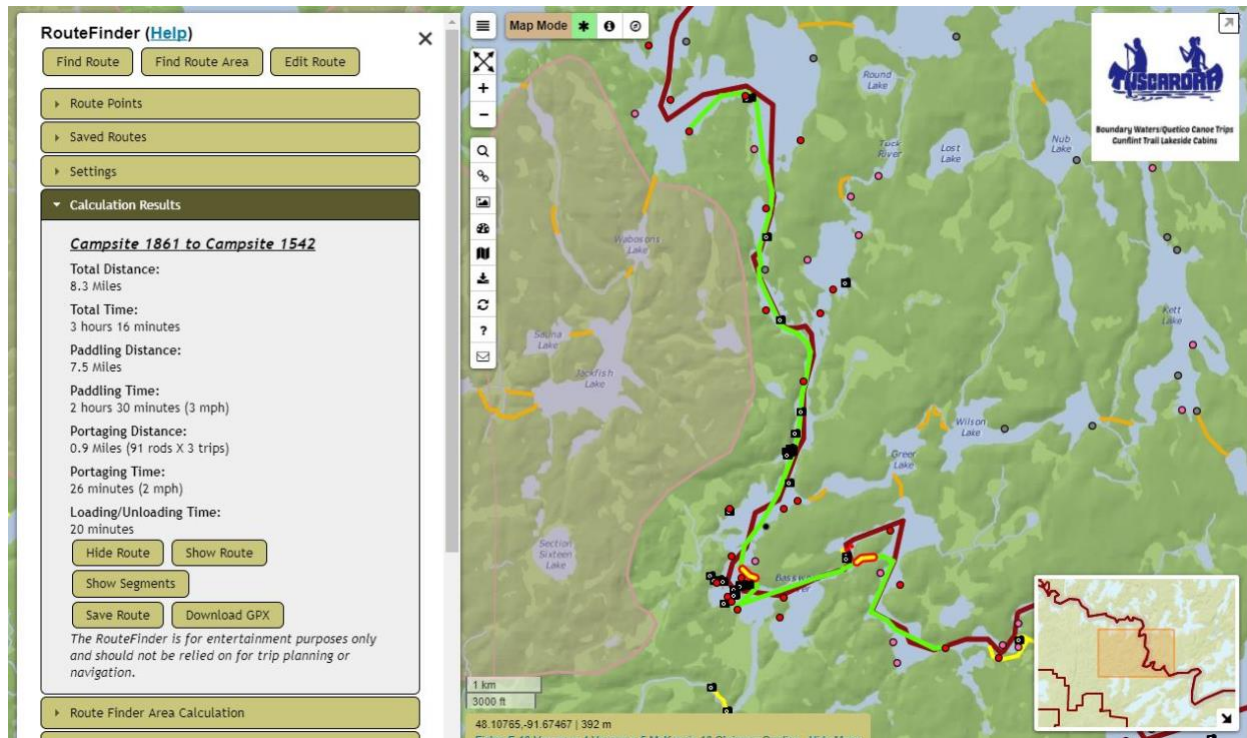 RouteFinder (Help)
Find Route
Find Route Area
Edit Route
Route Points
Saved Routes
Settings
Calculation Results
Campsite 1861 to Campsite 1542
Total Distance:
8.3 Miles
Total Time:
3 hours 16 minutes
Paddling Distance:
7.5 Miles
Paddling Time:
2 hours 30 minutes (3 mph)
Portaging Distance:
0.9 Miles (91 rods X 3 trips)
Portaging Time:
26 minutes (2 mph)
Loading/Unloading Time:
20 minutes
Hide Route
Show Route
Show Segments
Save Route
Download GPX
The RouteFinder is for entertainment purposes only
and should not be relied on for trip planning or
navigation.
Route Finder Area Calculation
Map Mode
Round
Lake
Tuck
River
Lost
Lake
Nub
Lake
TUSCARORA
Boundary Waters/Quetico Canoe Trips
Gunflint Trail Lakeside Cabins
Wabosons
Lake
Sauna
Lake
Jackfish
Lake
Kett
Lake
Wilson
Lake
Greer
Lake
Section
Sixteen
Lake
1 km
3000 ft
48.10765,-91.67467 | 392 m